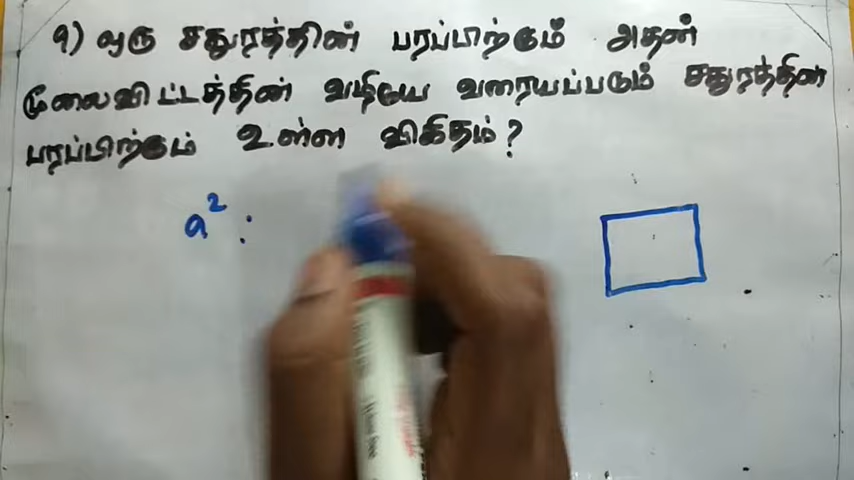 9) ஒரு சதுரத்தின் பரப்பிற்கும் அதன்
மூலைவிட்டத்தின் வழியே வரையப்படும் சதுரத்தின்
பரப்பிற்கும் உள்ள விகிதம்?
a² :